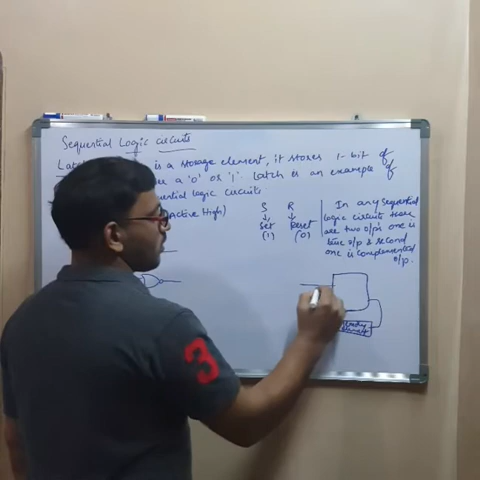 Sequential Logic Circuits
Latch is a storage element, it stores 1-bit of
a '0' or '1'. Latch is an example of
sequential logic circuits
(Active High)
S R
↓ ↓
Set Reset
(1) (0)
In any sequential
logic circuits there
are two o/p's one is
true o/p & second
one is complemented
o/p.
3